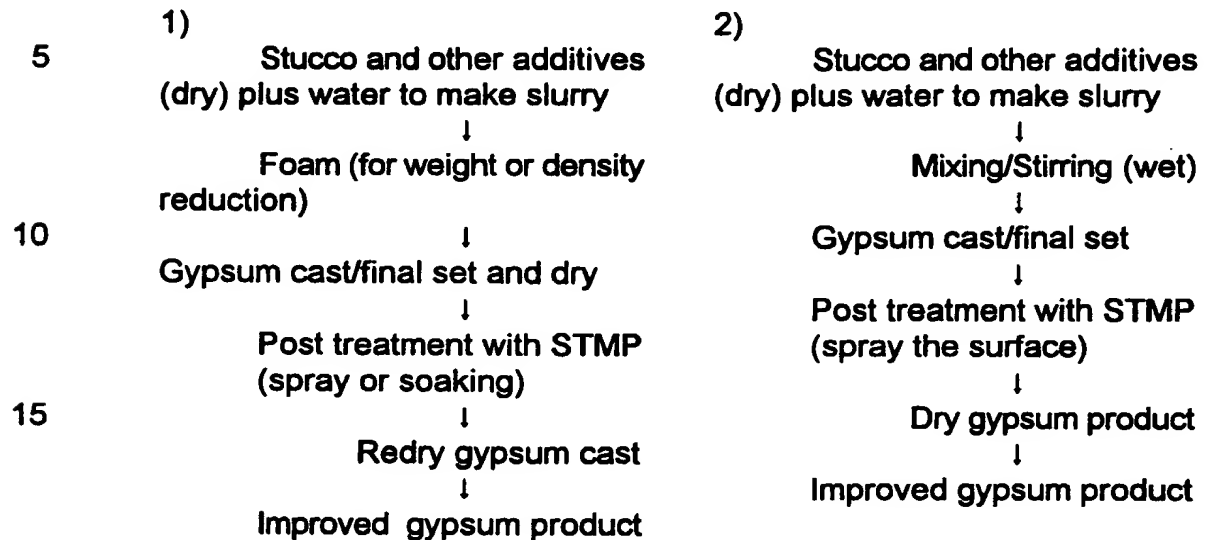 1)
5
Stucco and other additives
(dry) plus water to make slurry
↓
Foam (for weight or density
reduction)
10
↓
Gypsum cast/final set and dry
↓
Post treatment with STMP
(spray or soaking)
15
↓
Redry gypsum cast
↓
Improved gypsum product
2)
Stucco and other additives
(dry) plus water to make slurry
↓
Mixing/Stirring (wet)
↓
Gypsum cast/final set
↓
Post treatment with STMP
(spray the surface)
↓
Dry gypsum product
↓
Improved gypsum product